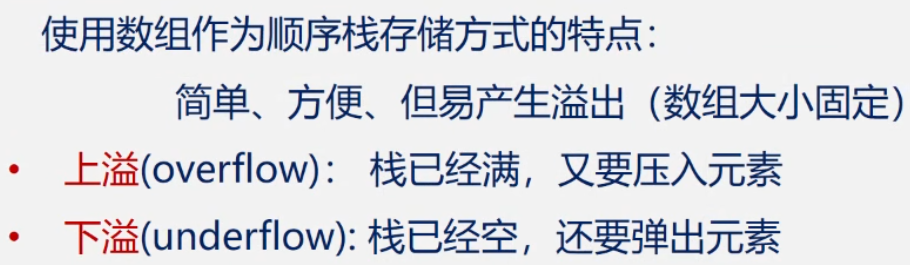 使用数组作为顺序栈存储方式的特点：
简单、方便、但易产生溢出（数组大小固定）
• 上溢(overflow)： 栈已经满，又要压入元素
• 下溢(underflow): 栈已经空，还要弹出元素